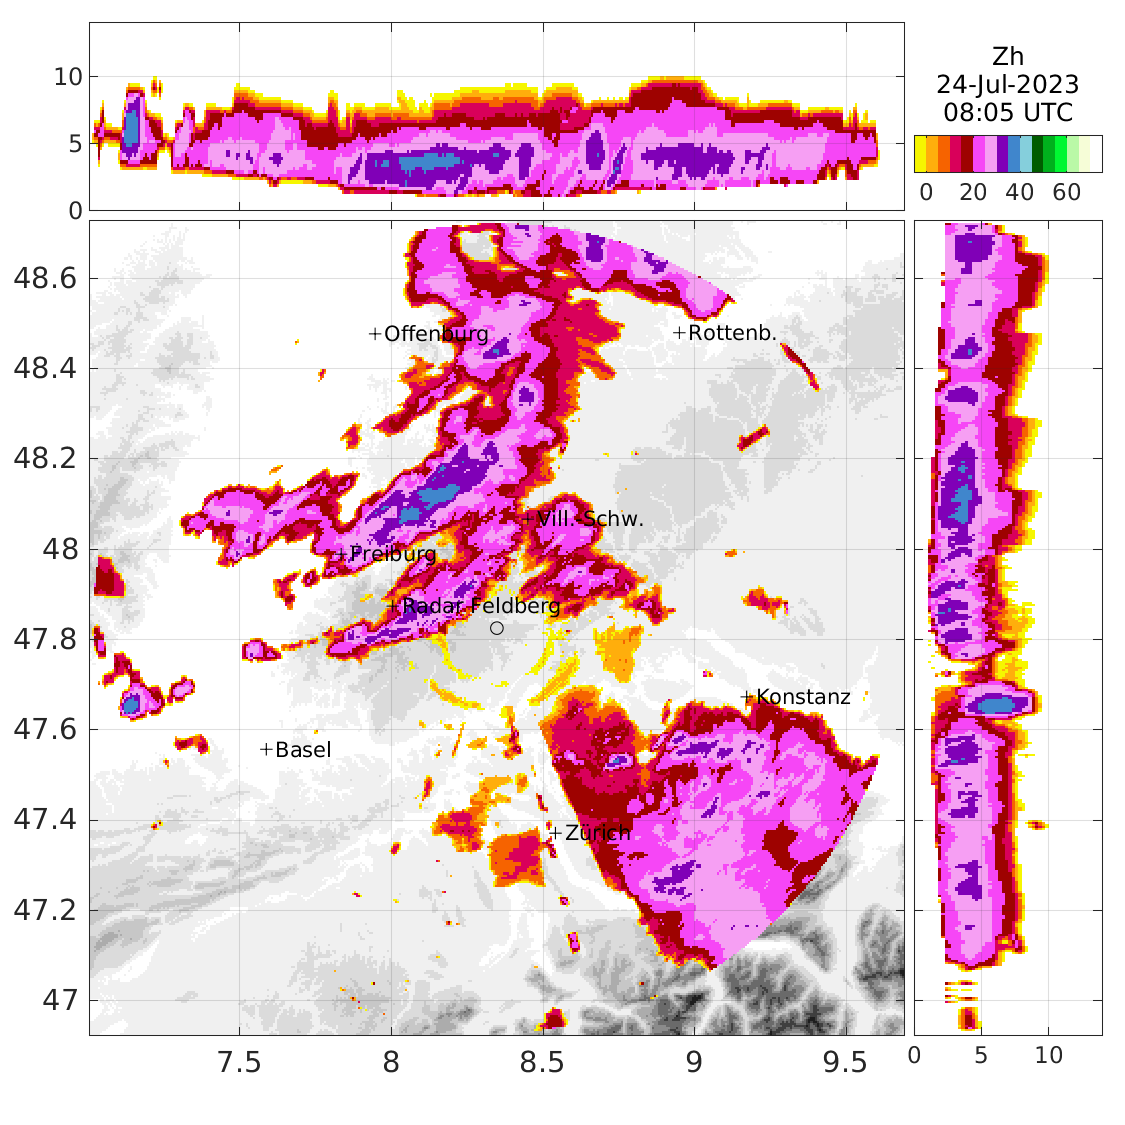 Zh
24-Jul-2023
08:05 UTC
0 20 40 60
10
5
0
48.6
48.4
48.2
48
47.8
47.6
47.4
47.2
47
+Offenburg
+Rottenb.
+Vill.-Schw.
+Freiburg
+Radar Feldberg
+Konstanz
+Basel
+Zürich
7.5 8 8.5 9 9.5
0 5 10